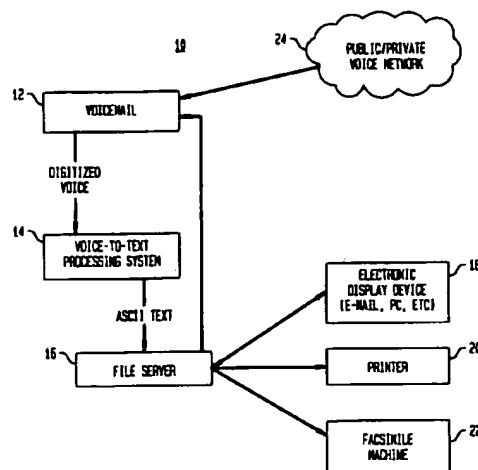 10
24
PUBLIC/PRIVATE
VOICE NETWORK
12
VOICEMAIL
DIGITIZED
VOICE
14
VOICE-TO-TEXT
PROCESSING SYSTEM
ASCII TEXT
16
FILE SERVER
18
ELECTRONIC
DISPLAY DEVICE
(E-MAIL, PC, ETC)
20
PRINTER
22
FACSIMILE
MACHINE